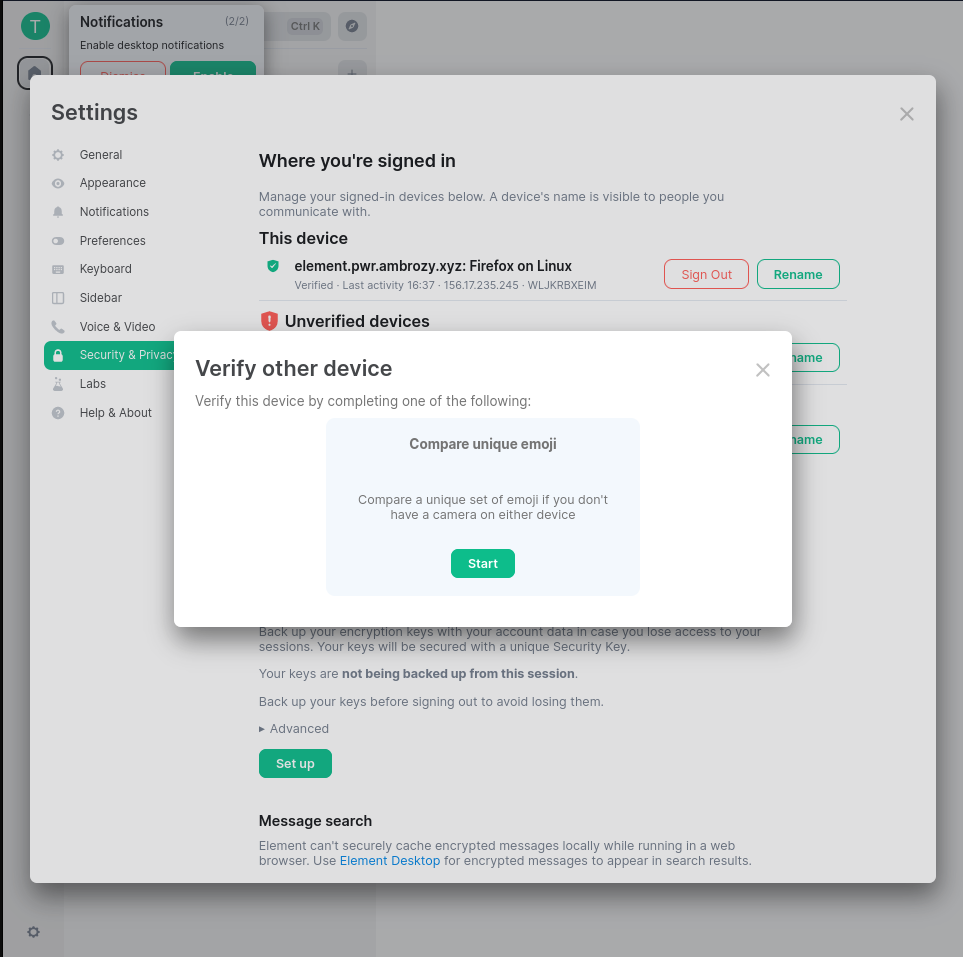 T
Notifications (2/2)
Ctrl K
Enable desktop notifications
Dismiss Enable
Settings
General
Appearance
Notifications
Preferences
Keyboard
Sidebar
Voice & Video
Security & Privac
Labs
Help & About
Where you're signed in
Manage your signed-in devices below. A device's name is visible to people you
communicate with.
This device
element.pwr.ambrozy.xyz: Firefox on Linux
Verified · Last activity 16:37 · 156.17.235.245 · WLJKRBXEIM
Sign Out Rename
Unverified devices
name
name
Verify other device
Verify this device by completing one of the following:
Compare unique emoji
Compare a unique set of emoji if you don't
have a camera on either device
Start
Back up your encryption keys with your account data in case you lose access to your
sessions. Your keys will be secured with a unique Security Key.
Your keys are not being backed up from this session.
Back up your keys before signing out to avoid losing them.
▸ Advanced
Set up
Message search
Element can't securely cache encrypted messages locally while running in a web
browser. Use Element Desktop for encrypted messages to appear in search results.